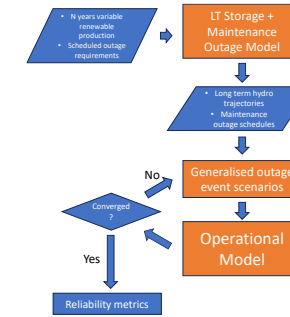 • N years variable
renewable
production
• Scheduled outage
requirements
LT Storage +
Maintenance
Outage Model
• Long term hydro
trajectories
• Maintenance
outage schedules
No
Generalised outage
event scenarios
Converged
?
Yes
Operational
Model
Reliability metrics